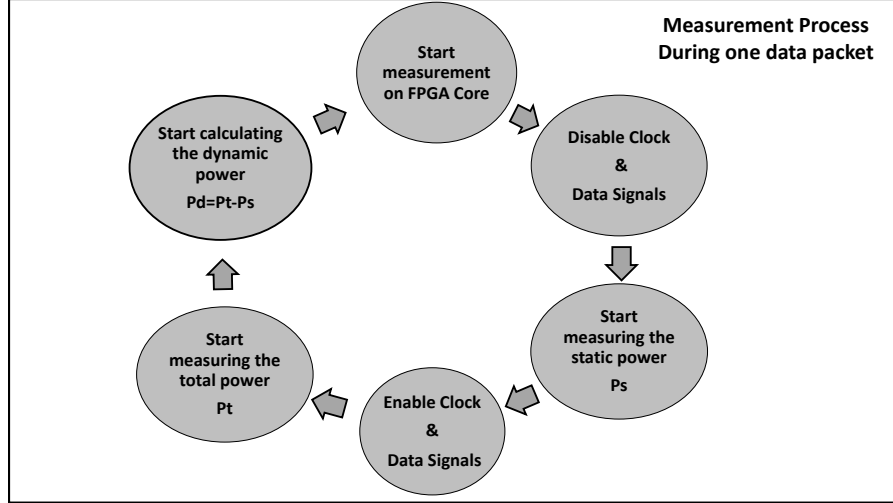 Measurement Process
During one data packet
Start
measurement
on FPGA Core
Disable Clock
&
Data Signals
Start
measuring the
static power
Ps
Enable Clock
&
Data Signals
Start
measuring the
total power
Pt
Start calculating
the dynamic
power
Pd=Pt-Ps